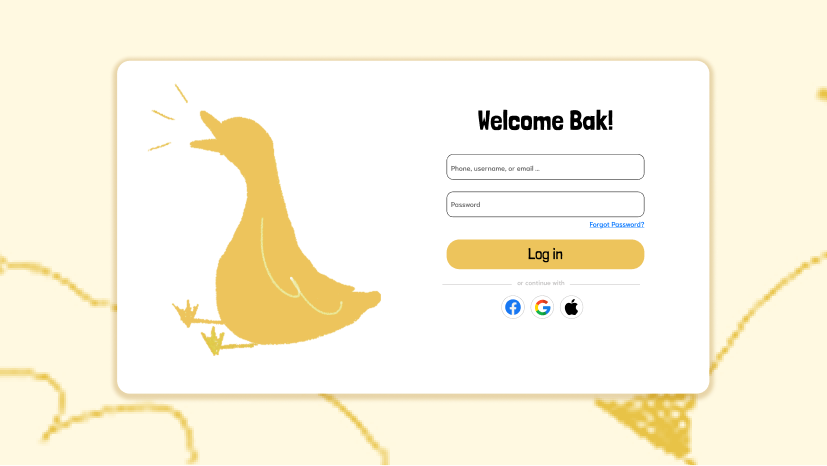 Welcome Bak!
Phone, username, or email ...
Password
Forgot Password?
Log in
or continue with